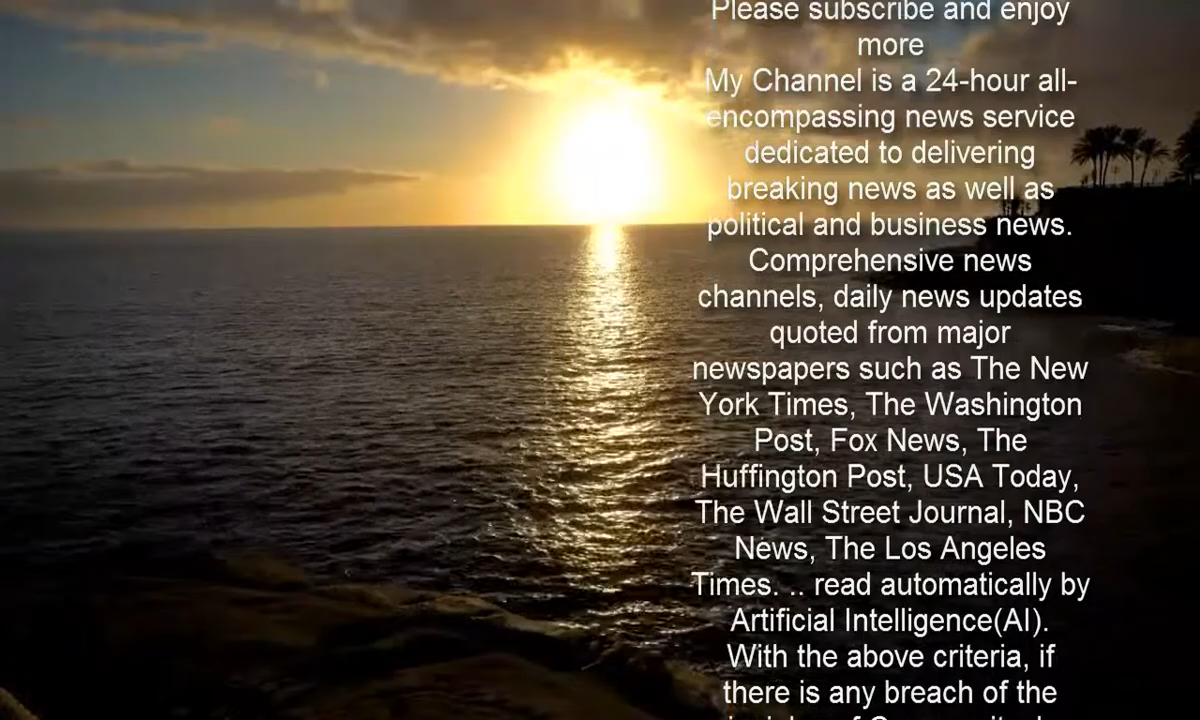 Please subscribe and enjoy
more
My Channel is a 24-hour all-
encompassing news service
dedicated to delivering
breaking news as well as
political and business news.
Comprehensive news
channels, daily news updates
quoted from major
newspapers such as The New
York Times, The Washington
Post, Fox News, The
Huffington Post, USA Today,
The Wall Street Journal, NBC
News, The Los Angeles
Times. .. read automatically by
Artificial Intelligence(AI).
With the above criteria, if
there is any breach of the